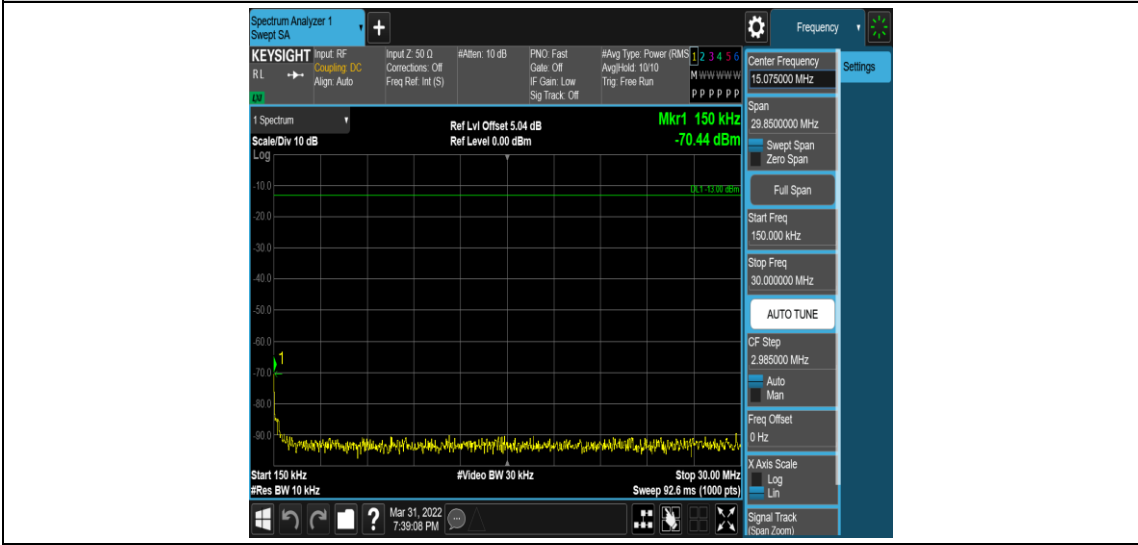 Spectrum Analyzer 1
Swept SA
+
Frequency
KEYSIGHT
RL
LXI
Input: RF
Coupling: DC
Align: Auto
Input Z: 50 Ω
Corrections: Off
Freq Ref: Int (S)
#Atten: 10 dB
PNO: Fast
Gate: Off
IF Gain: Low
Sig Track: Off
#Avg Type: Power (RMS
Avg|Hold: 10/10
Trig: Free Run
1 2 3 4 5 6
M W W W W W
P P P P P P
1 Spectrum
Scale/Div 10 dB
Log
Ref Lvl Offset 5.04 dB
Ref Level 0.00 dBm
Mkr1 150 kHz
-70.44 dBm
DL1 -13.00 dBm
-10.0
-20.0
-30.0
-40.0
-50.0
-60.0
-70.0
-80.0
-90.0
1
1
Start 150 kHz
#Res BW 10 kHz
#Video BW 30 kHz
Stop 30.00 MHz
Sweep 92.6 ms (1000 pts)
?
Mar 31, 2022
7:39:08 PM
Center Frequency
15.075000 MHz
Span
29.8500000 MHz
Swept Span
Zero Span
Full Span
Start Freq
150.000 kHz
Stop Freq
30.000000 MHz
AUTO TUNE
CF Step
2.985000 MHz
Auto
Man
Freq Offset
0 Hz
X Axis Scale
Log
Lin
Signal Track
(Span Zoom)
Settings